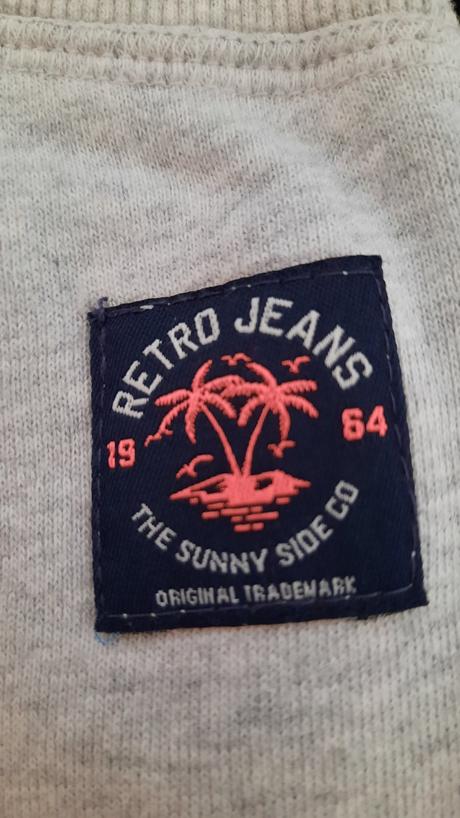 RETRO JEANS
19 64
THE SUNNY SIDE CO
ORIGINAL TRADEMARK